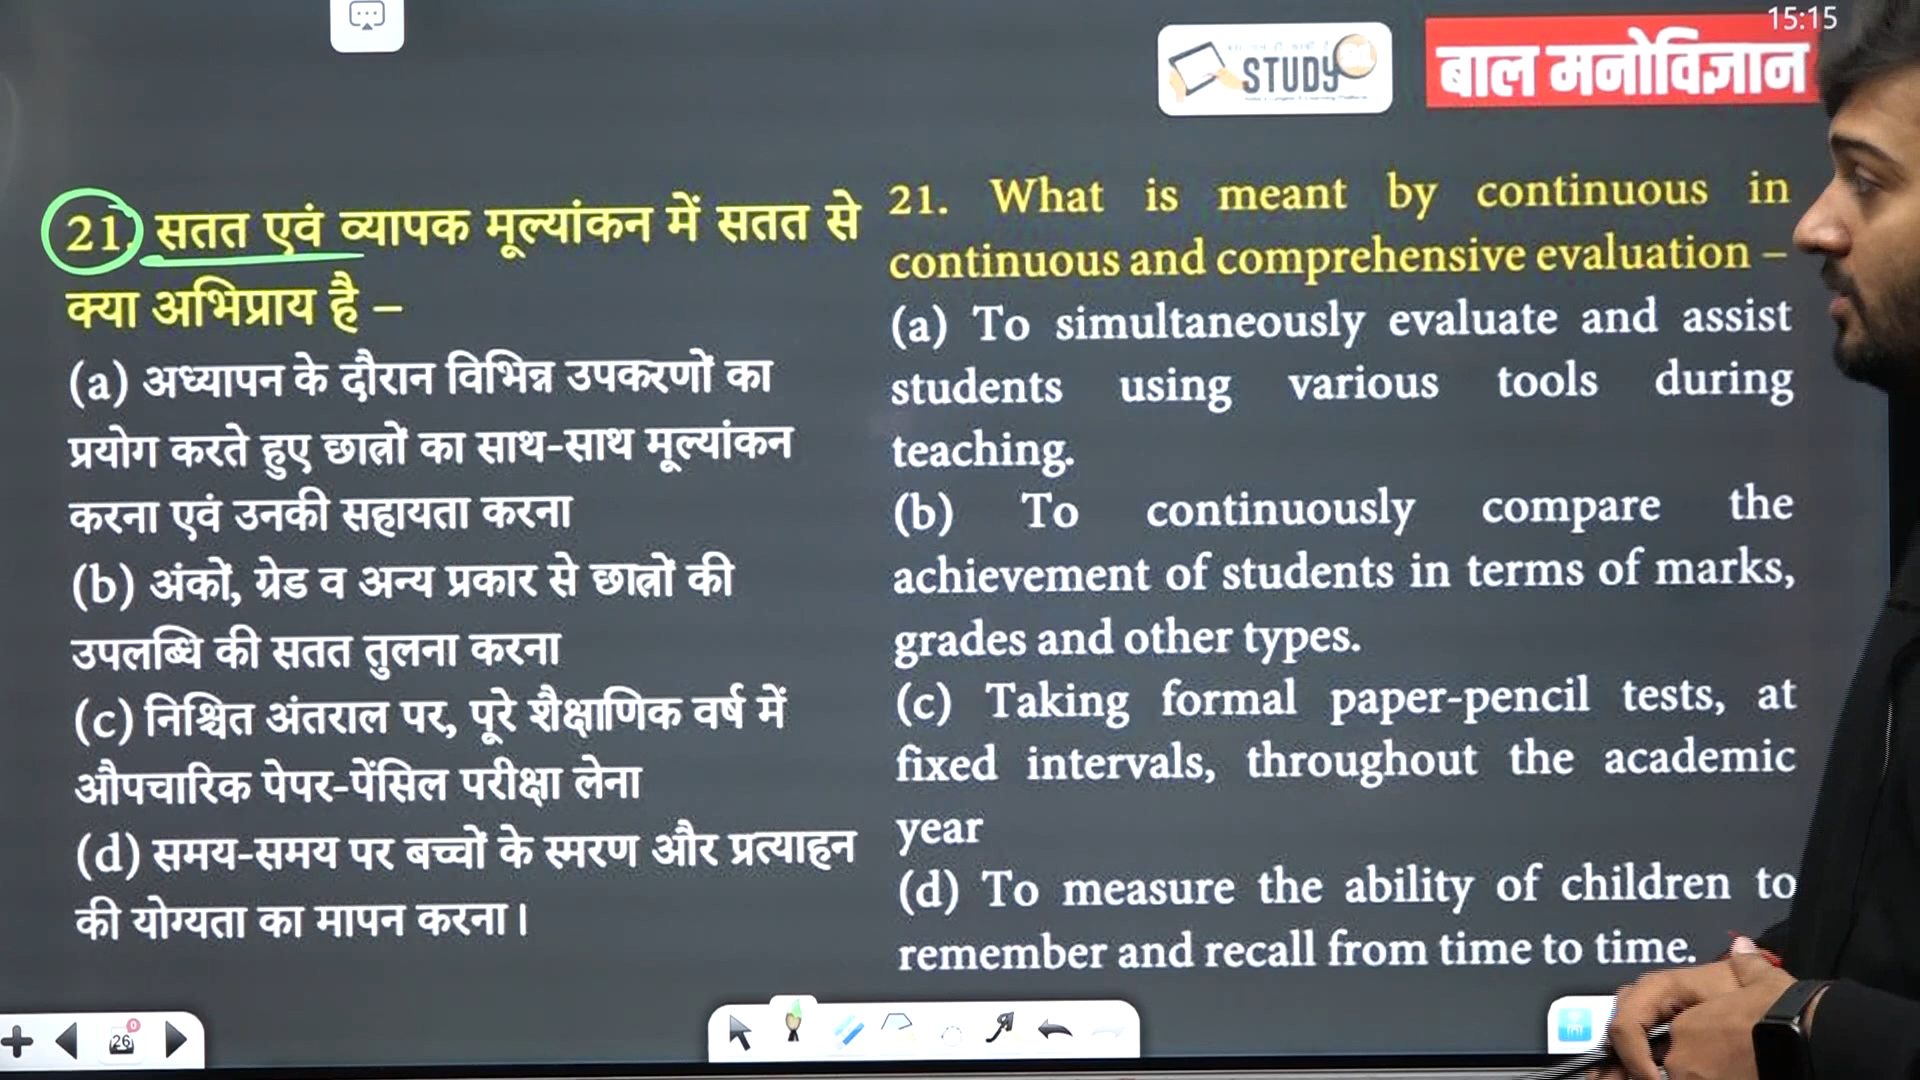 15:15
STUDY
बाल मनोविज्ञान
21. सतत एवं व्यापक मूल्यांकन में सतत से
क्या अभिप्राय है –
(a) अध्यापन के दौरान विभिन्न उपकरणों का
प्रयोग करते हुए छात्रों का साथ-साथ मूल्यांकन
करना एवं उनकी सहायता करना
(b) अंकों, ग्रेड व अन्य प्रकार से छात्रों की
उपलब्धि की सतत तुलना करना
(c) निश्चित अंतराल पर, पूरे शैक्षाणिक वर्ष में
औपचारिक पेपर-पेंसिल परीक्षा लेना
(d) समय-समय पर बच्चों के स्मरण और प्रत्याहन
की योग्यता का मापन करना।
21. What is meant by continuous in
continuous and comprehensive evaluation –
(a) To simultaneously evaluate and assist
students using various tools during
teaching.
(b) To continuously compare the
achievement of students in terms of marks,
grades and other types.
(c) Taking formal paper-pencil tests, at
fixed intervals, throughout the academic
year
(d) To measure the ability of children to
remember and recall from time to time.
26
0